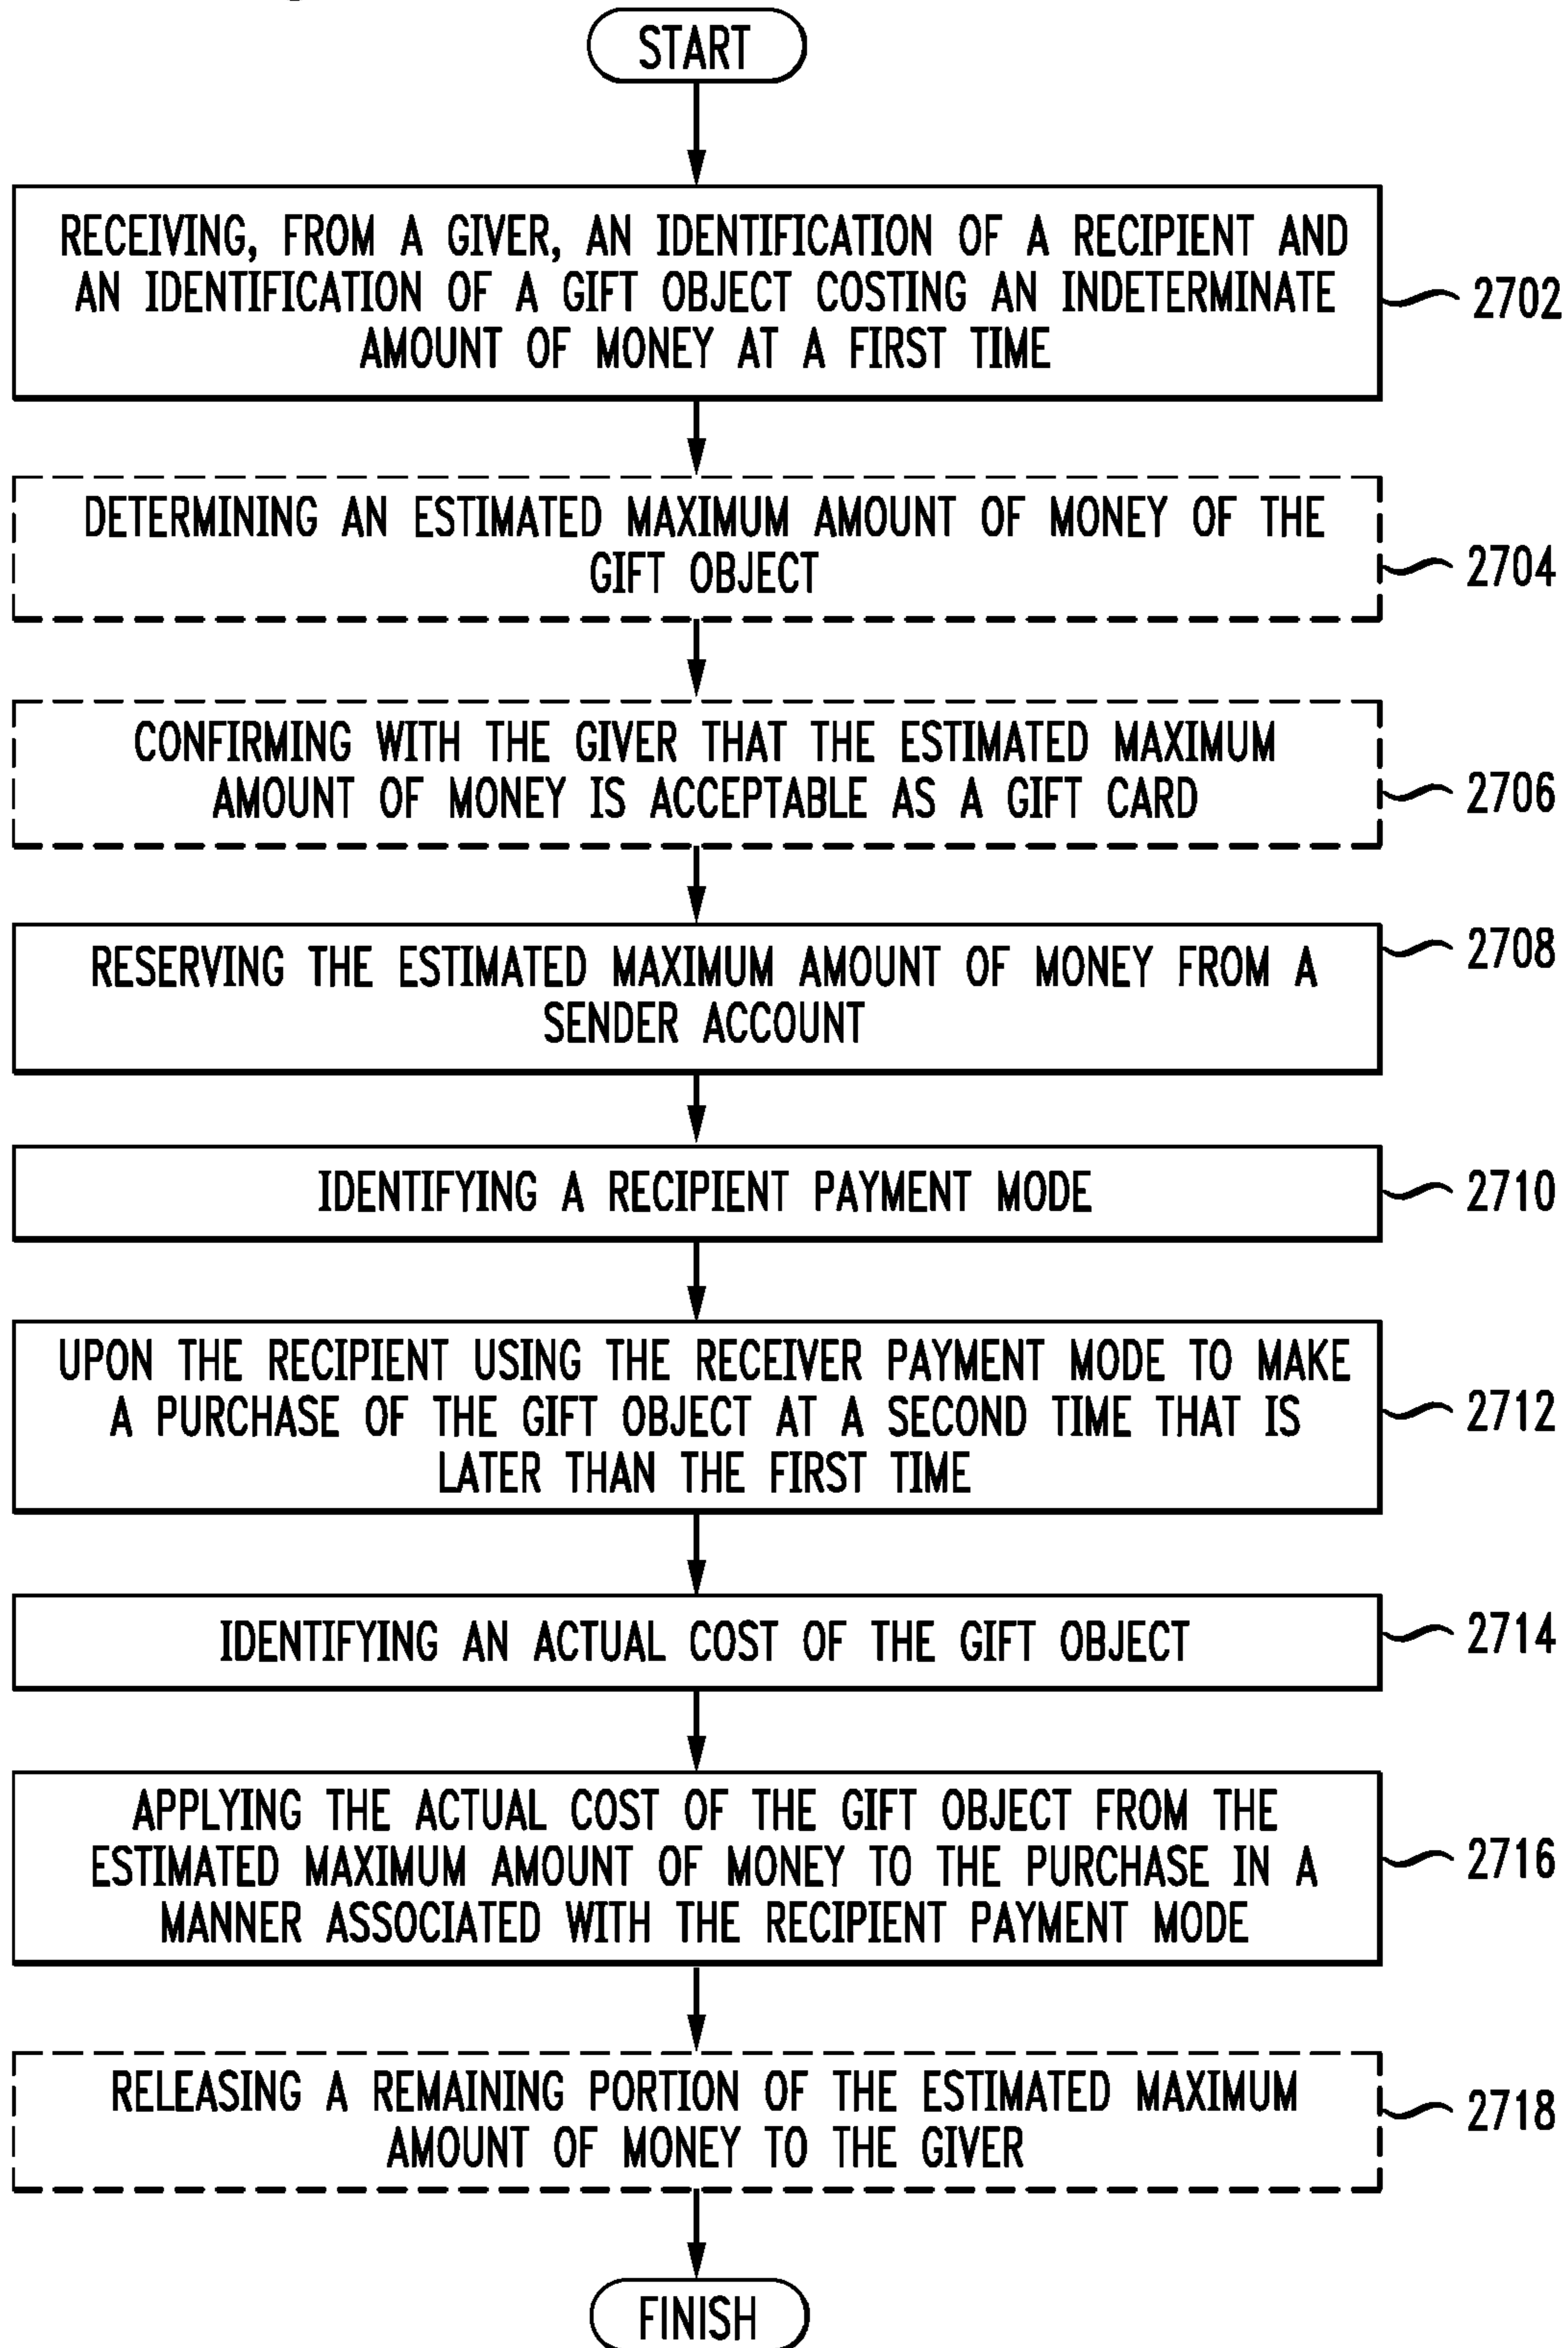 START
RECEIVING, FROM A GIVER, AN IDENTIFICATION OF A RECIPIENT AND
AN IDENTIFICATION OF A GIFT OBJECT COSTING AN INDETERMINATE
AMOUNT OF MONEY AT A FIRST TIME
2702
DETERMINING AN ESTIMATED MAXIMUM AMOUNT OF MONEY OF THE
GIFT OBJECT
2704
CONFIRMING WITH THE GIVER THAT THE ESTIMATED MAXIMUM
AMOUNT OF MONEY IS ACCEPTABLE AS A GIFT CARD
2706
RESERVING THE ESTIMATED MAXIMUM AMOUNT OF MONEY FROM A
SENDER ACCOUNT
2708
IDENTIFYING A RECIPIENT PAYMENT MODE
2710
UPON THE RECIPIENT USING THE RECEIVER PAYMENT MODE TO MAKE
A PURCHASE OF THE GIFT OBJECT AT A SECOND TIME THAT IS
LATER THAN THE FIRST TIME
2712
IDENTIFYING AN ACTUAL COST OF THE GIFT OBJECT
2714
APPLYING THE ACTUAL COST OF THE GIFT OBJECT FROM THE
ESTIMATED MAXIMUM AMOUNT OF MONEY TO THE PURCHASE IN A
MANNER ASSOCIATED WITH THE RECIPIENT PAYMENT MODE
2716
RELEASING A REMAINING PORTION OF THE ESTIMATED MAXIMUM
AMOUNT OF MONEY TO THE GIVER
2718
FINISH